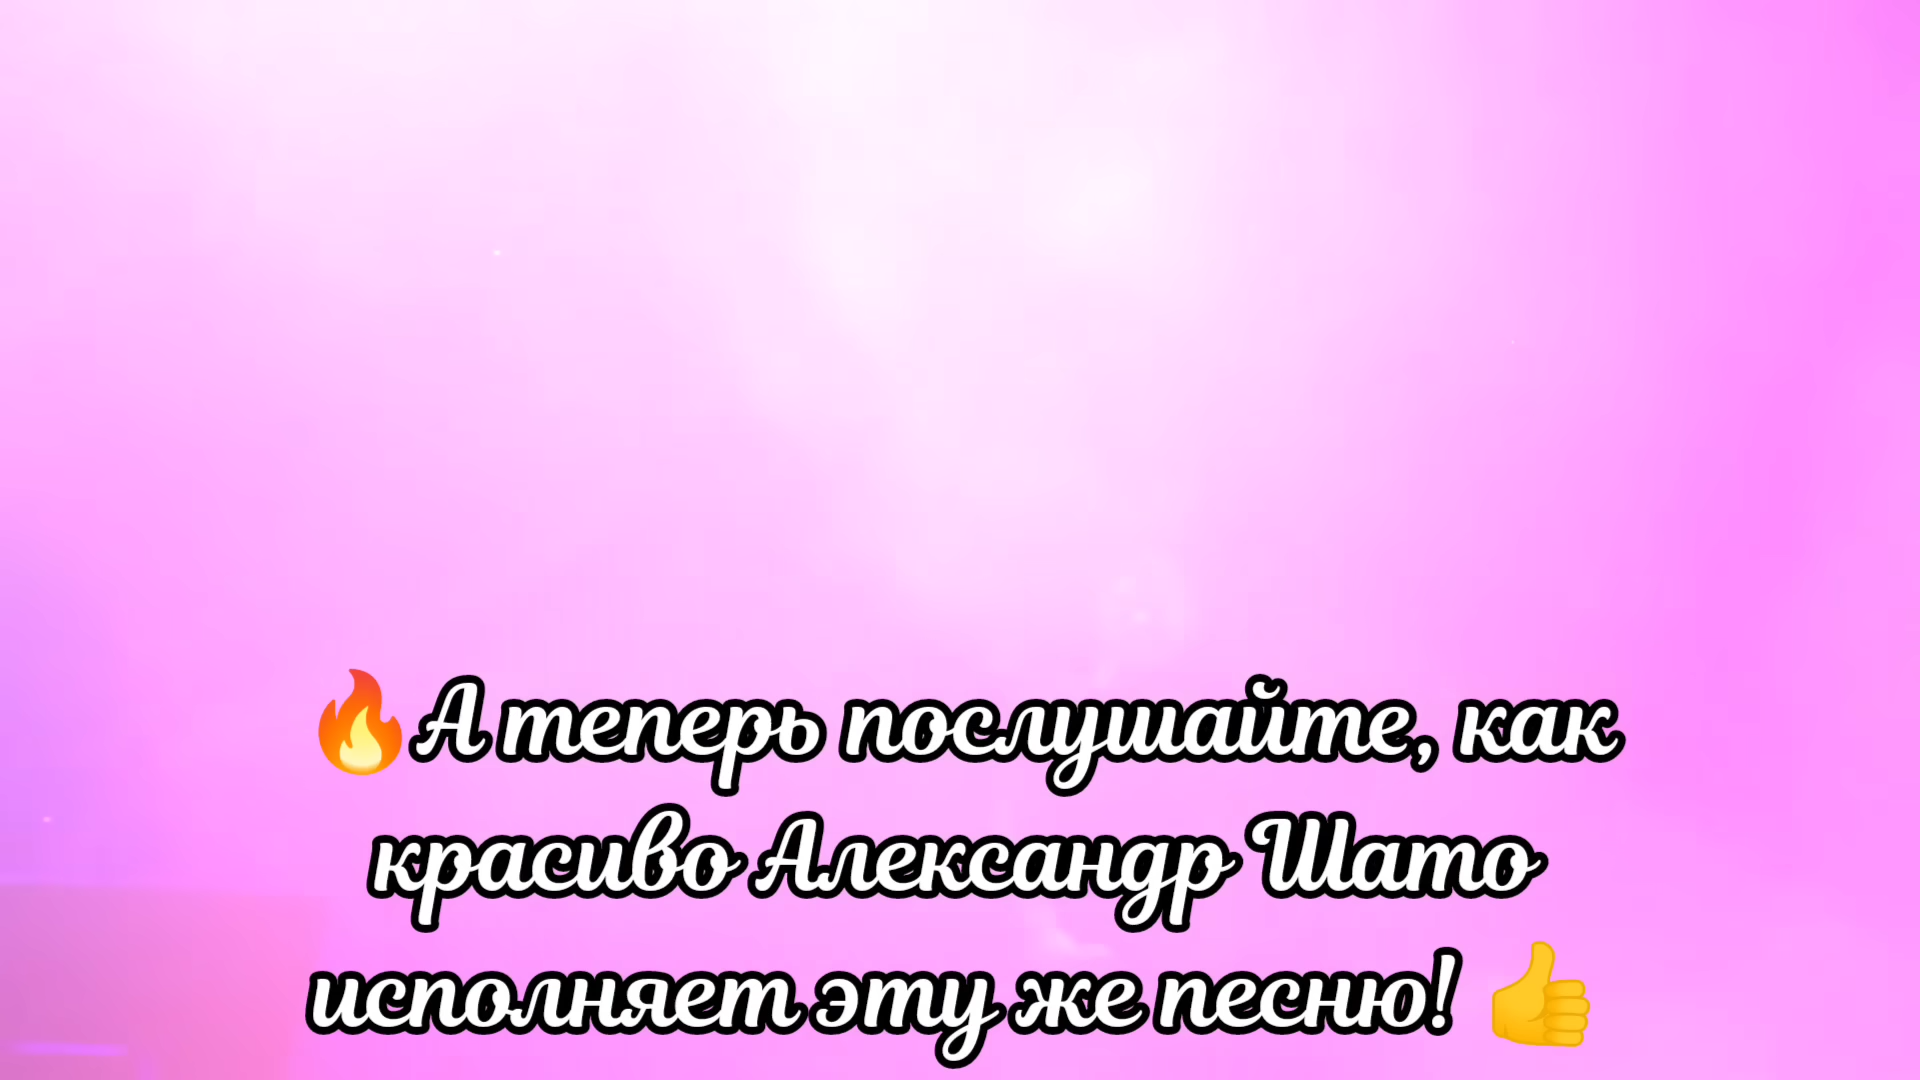 🔥А теперь послушайте, как
красиво Александр Шато
исполняет эту же песню! 👍